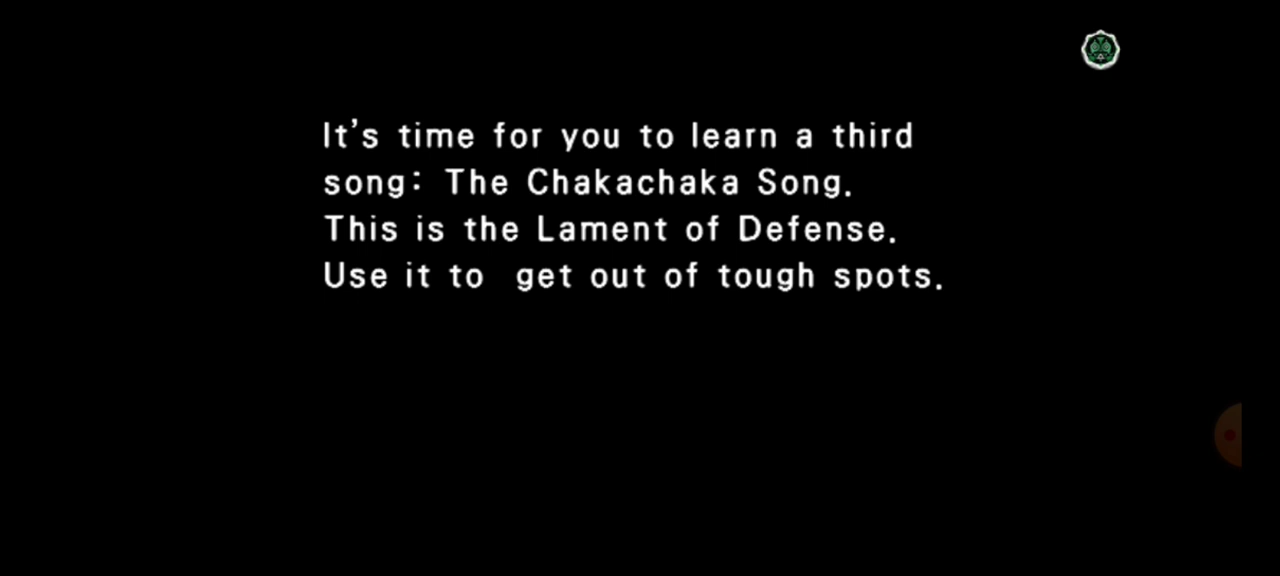 It's time for you to learn a third
song: The Chakachaka Song.
This is the Lament of Defense.
Use it to  get out of tough spots.